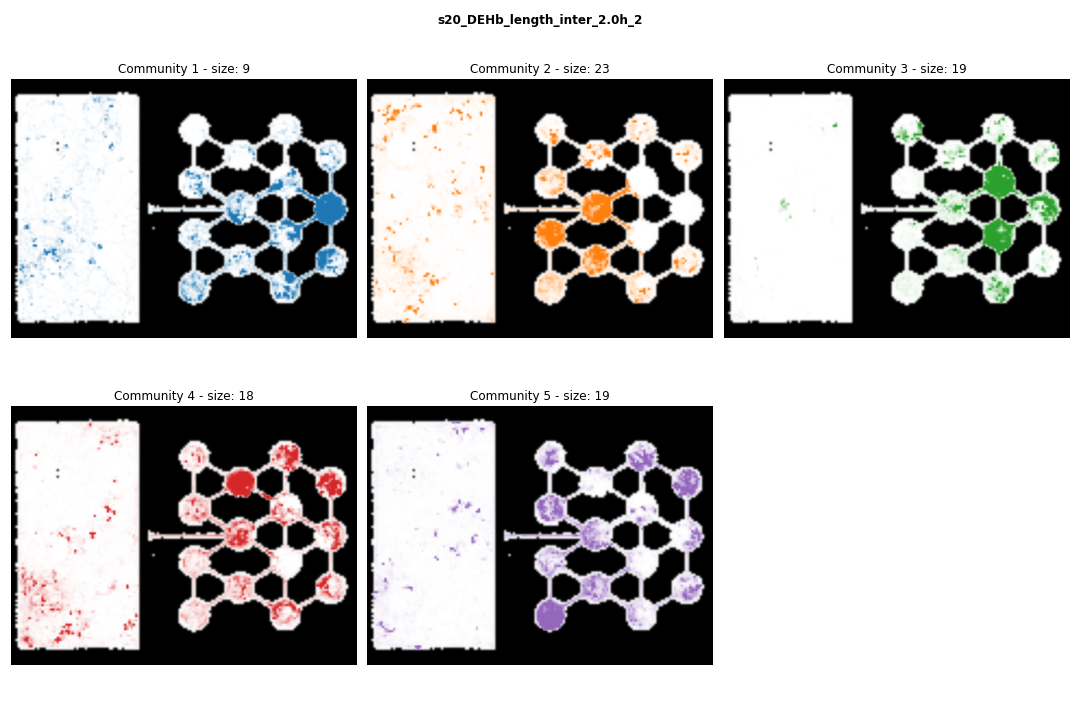 s20_DEHb_length_inter_2.0h_2
Community 1 - size: 9
Community 2 - size: 23
Community 3 - size: 19
Community 4 - size: 18
Community 5 - size: 19